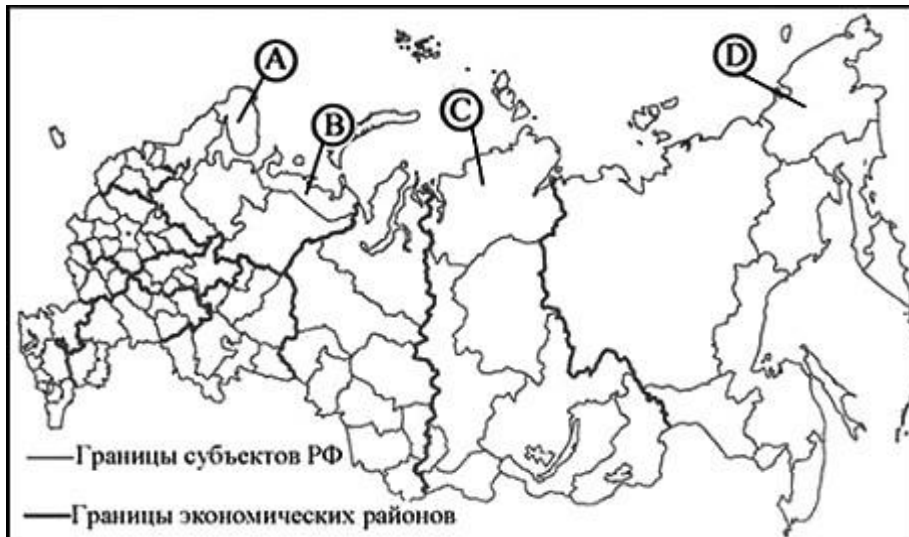 A
B
C
D
Границы субъектов РФ
Границы экономических районов